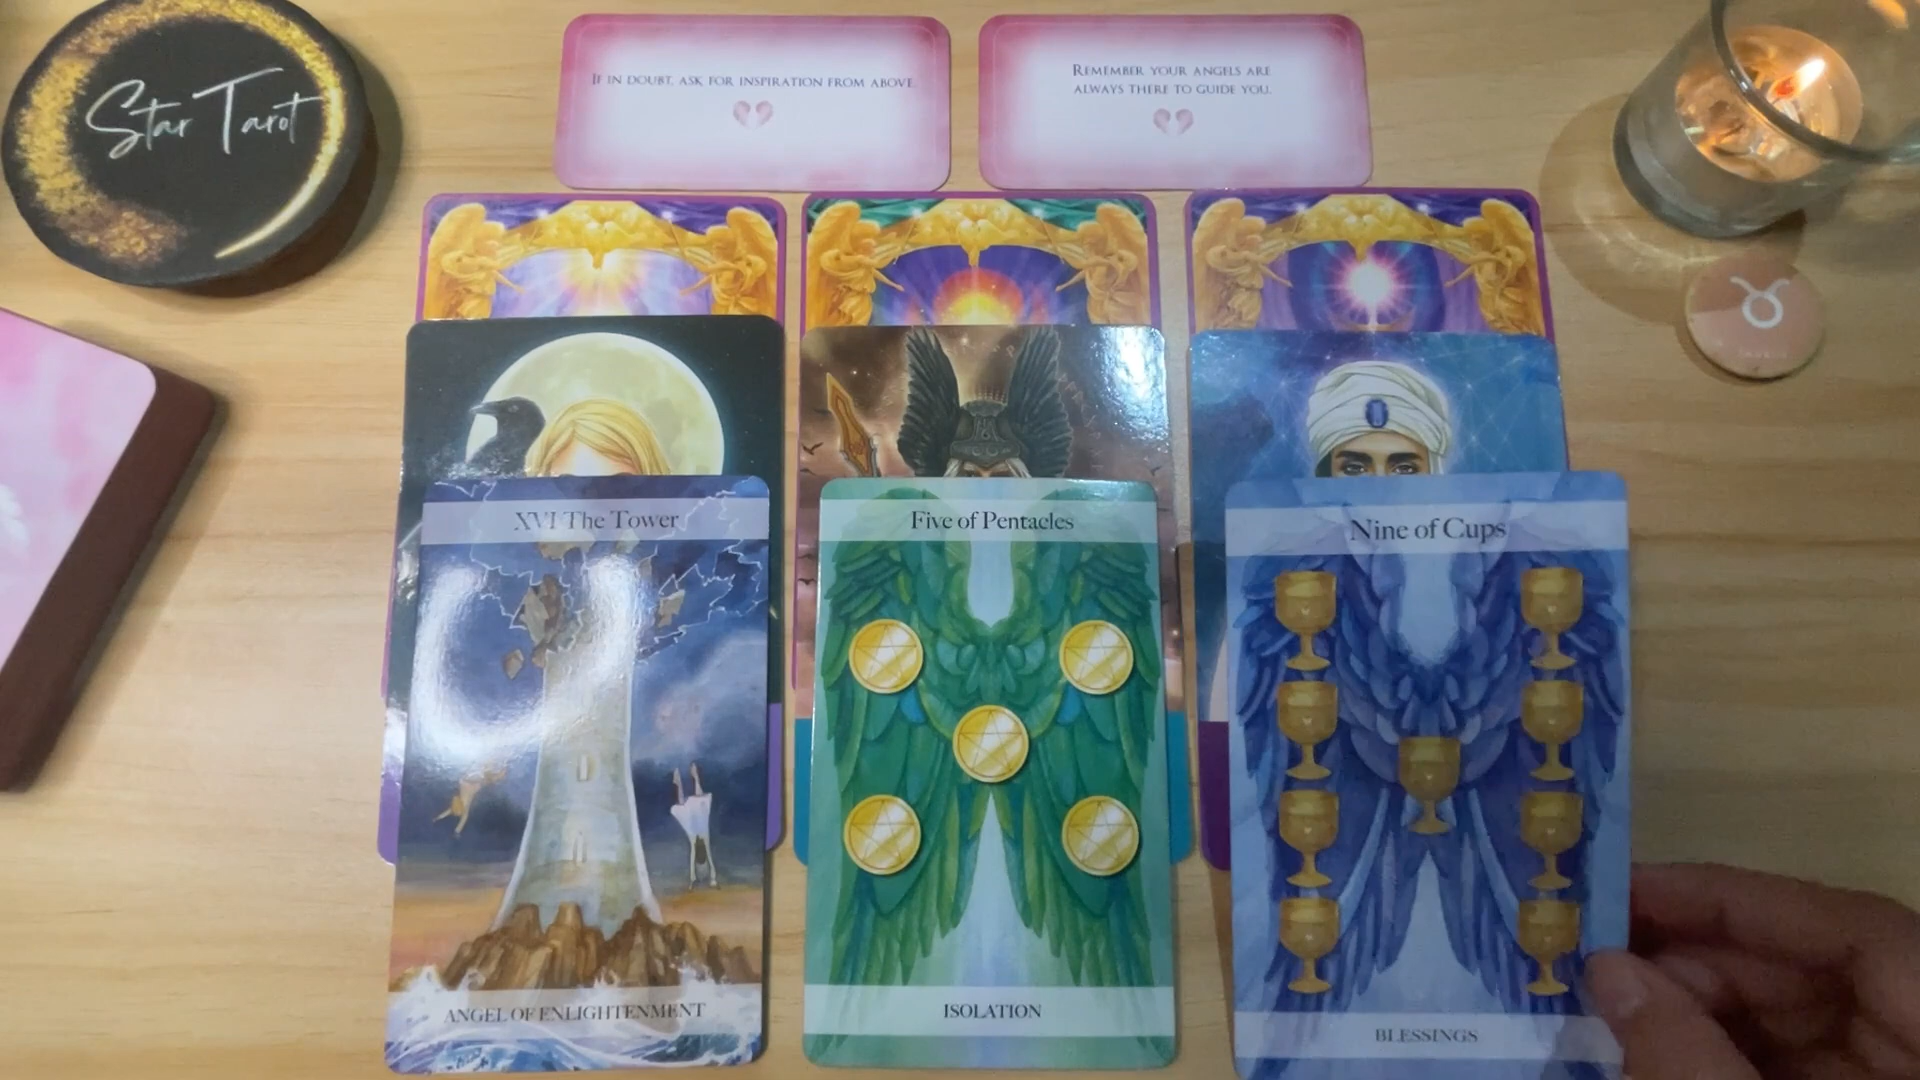 Star Tarot
IF IN DOUBT, ASK FOR INSPIRATION FROM ABOVE.
REMEMBER YOUR ANGELS ARE
ALWAYS THERE TO GUIDE YOU.
XVI The Tower
Five of Pentacles
Nine of Cups
ANGEL OF ENLIGHTENMENT
ISOLATION
BLESSINGS